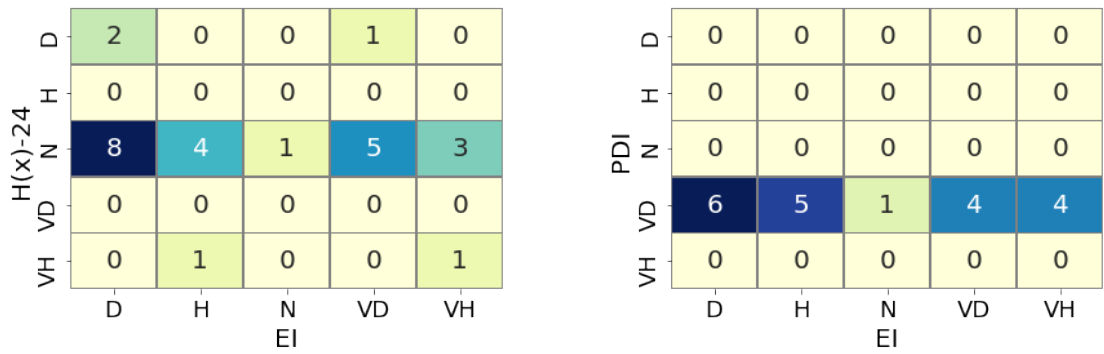 D 2 0 0 1 0
H 0 0 0 0 0
N 8 4 1 5 3
VD 0 0 0 0 0
VH 0 1 0 0 1
D H N VD VH
EI
H(x)-24
D 0 0 0 0 0
H 0 0 0 0 0
N 0 0 0 0 0
VD 6 5 1 4 4
VH 0 0 0 0 0
D H N VD VH
EI
PDI